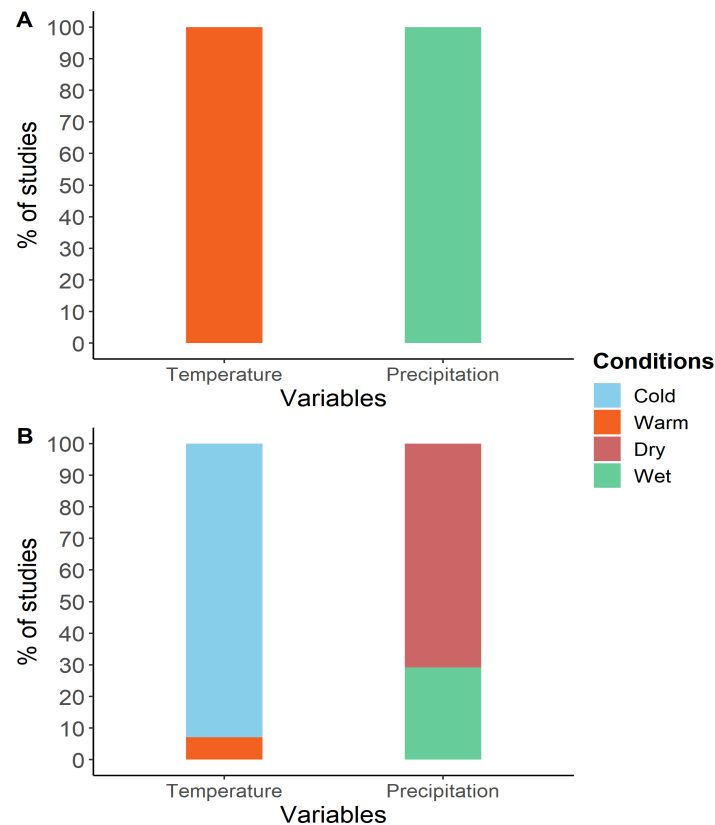 A
100
90
80
70
60
50
40
30
20
10
0
% of studies
Temperature Precipitation
Variables
Conditions
Cold
Warm
Dry
Wet
B
100
90
80
70
60
50
40
30
20
10
0
% of studies
Temperature Precipitation
Variables